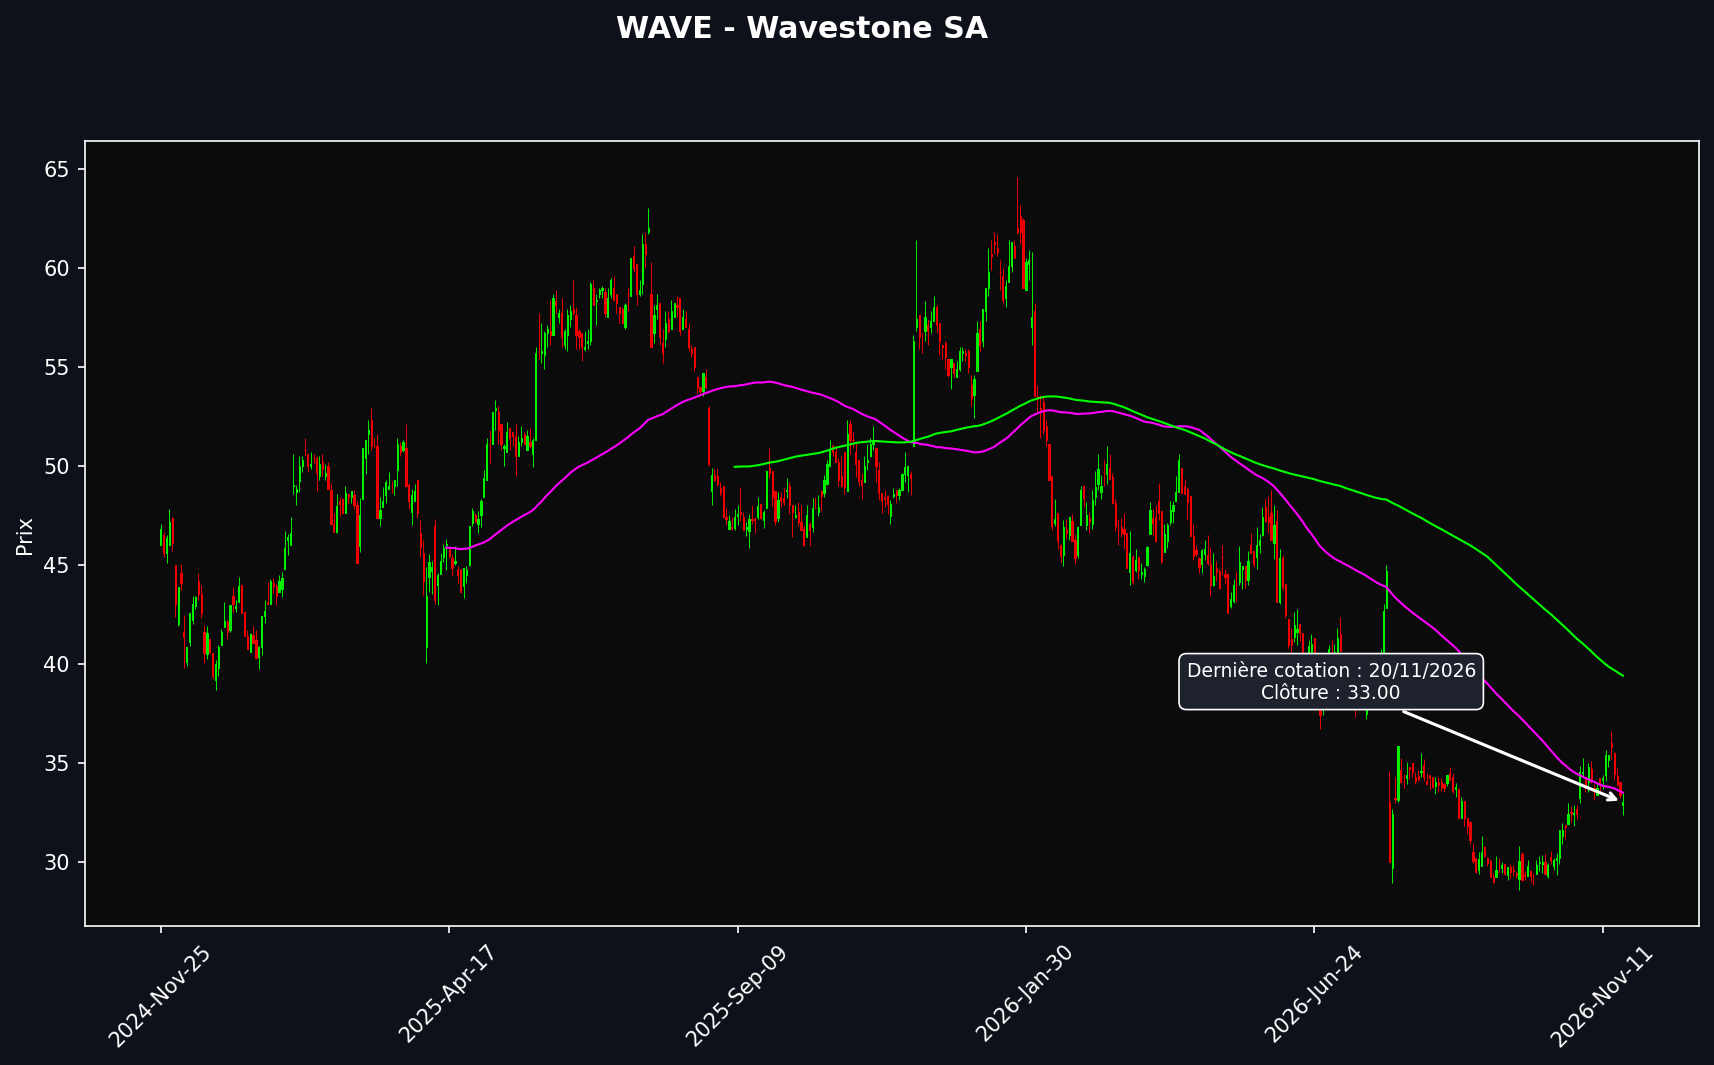 WAVE - Wavestone SA
Prix
65
60
55
50
45
40
35
30
Dernière cotation : 20/11/2026
Clôture : 33.00
2024-Nov-25
2025-Apr-17
2025-Sep-09
2026-Jan-30
2026-Jun-24
2026-Nov-11